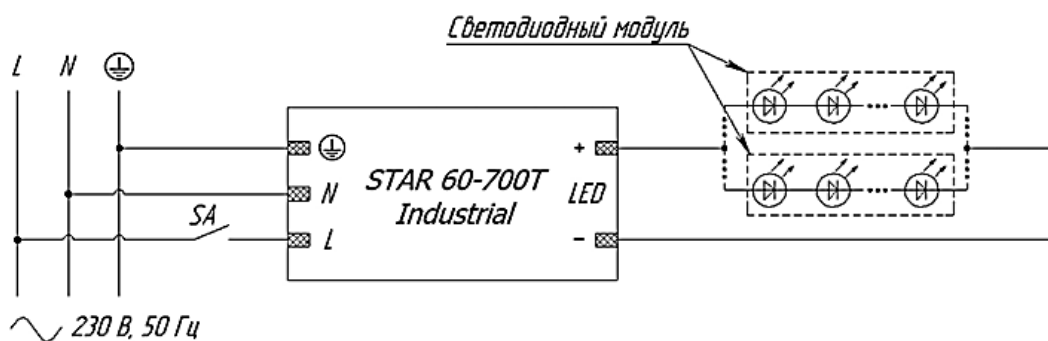 Светодиодный модуль
L N
+
STAR 60-700T
Industrial
N
LED
SA
L
-
230 В, 50 Гц